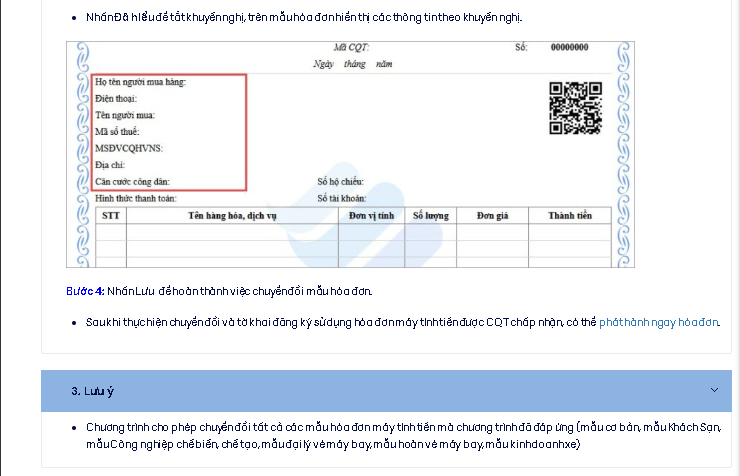 Nhấn Đã hiểu để tắt khuyến nghị, trên mẫu hóa đơn hiển thị các thông tin theo khuyến nghị.
Mã CQT:
Số: 00000000
Ngày tháng năm
Họ tên người mua hàng:
Điện thoại:
Tên người mua:
Mã số thuế:
MSĐVCQHVNS:
Địa chỉ:
Căn cước công dân: Số hộ chiếu:
Hình thức thanh toán: Số tài khoản:
STT Tên hàng hóa, dịch vụ Đơn vị tính Số lượng Đơn giá Thành tiền
Bước 4: Nhấn Lưu để hoàn thành việc chuyển đổi mẫu hóa đơn.
Sau khi thực hiện chuyển đổi và tờ khai đăng ký sử dụng hóa đơn máy tính tiền được CQT chấp nhận, có thể phát hành ngay hóa đơn.
3. Lưu ý
Chương trình cho phép chuyển đổi tất cả các mẫu hóa đơn máy tính tiền mà chương trình đã đáp ứng (mẫu cơ bản, mẫu Khách Sạn,
mẫu Công nghiệp chế biến, chế tạo, mẫu đại lý vé máy bay, mẫu hoàn vé máy bay, mẫu kinh doanh xe)